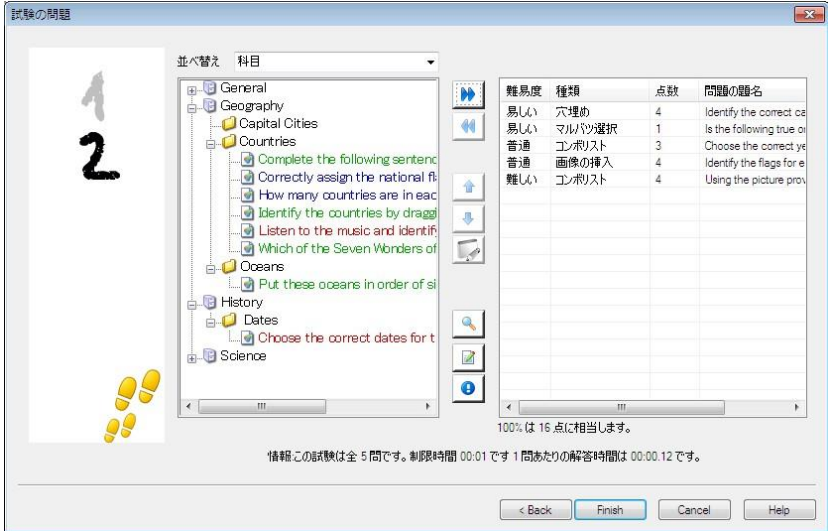 試験の問題
1
2
並べ替え 科目
General
Geography
Capital Cities
Countries
Complete the following sentenc
Correctly assign the national fl
How many countries are in eac
Identify the countries by draggi
Listen to the music and identify
Which of the Seven Wonders of
Oceans
Put these oceans in order of si
History
Dates
Choose the correct dates for t
Science
難易度 種類 点数 問題の題名
易しい 穴埋め 4 Identify the correct ca
易しい マルバツ選択 1 Is the following true or
普通 コンボリスト 3 Choose the correct ye
普通 画像の挿入 4 Identify the flags for e
難しい コンボリスト 4 Using the picture prov
100% は 16 点に相当します。
情報:この試験は全 5 問です。制限時間 00:01 です 1 問あたりの解答時間は 00:00.12 です。
< Back Finish Cancel Help